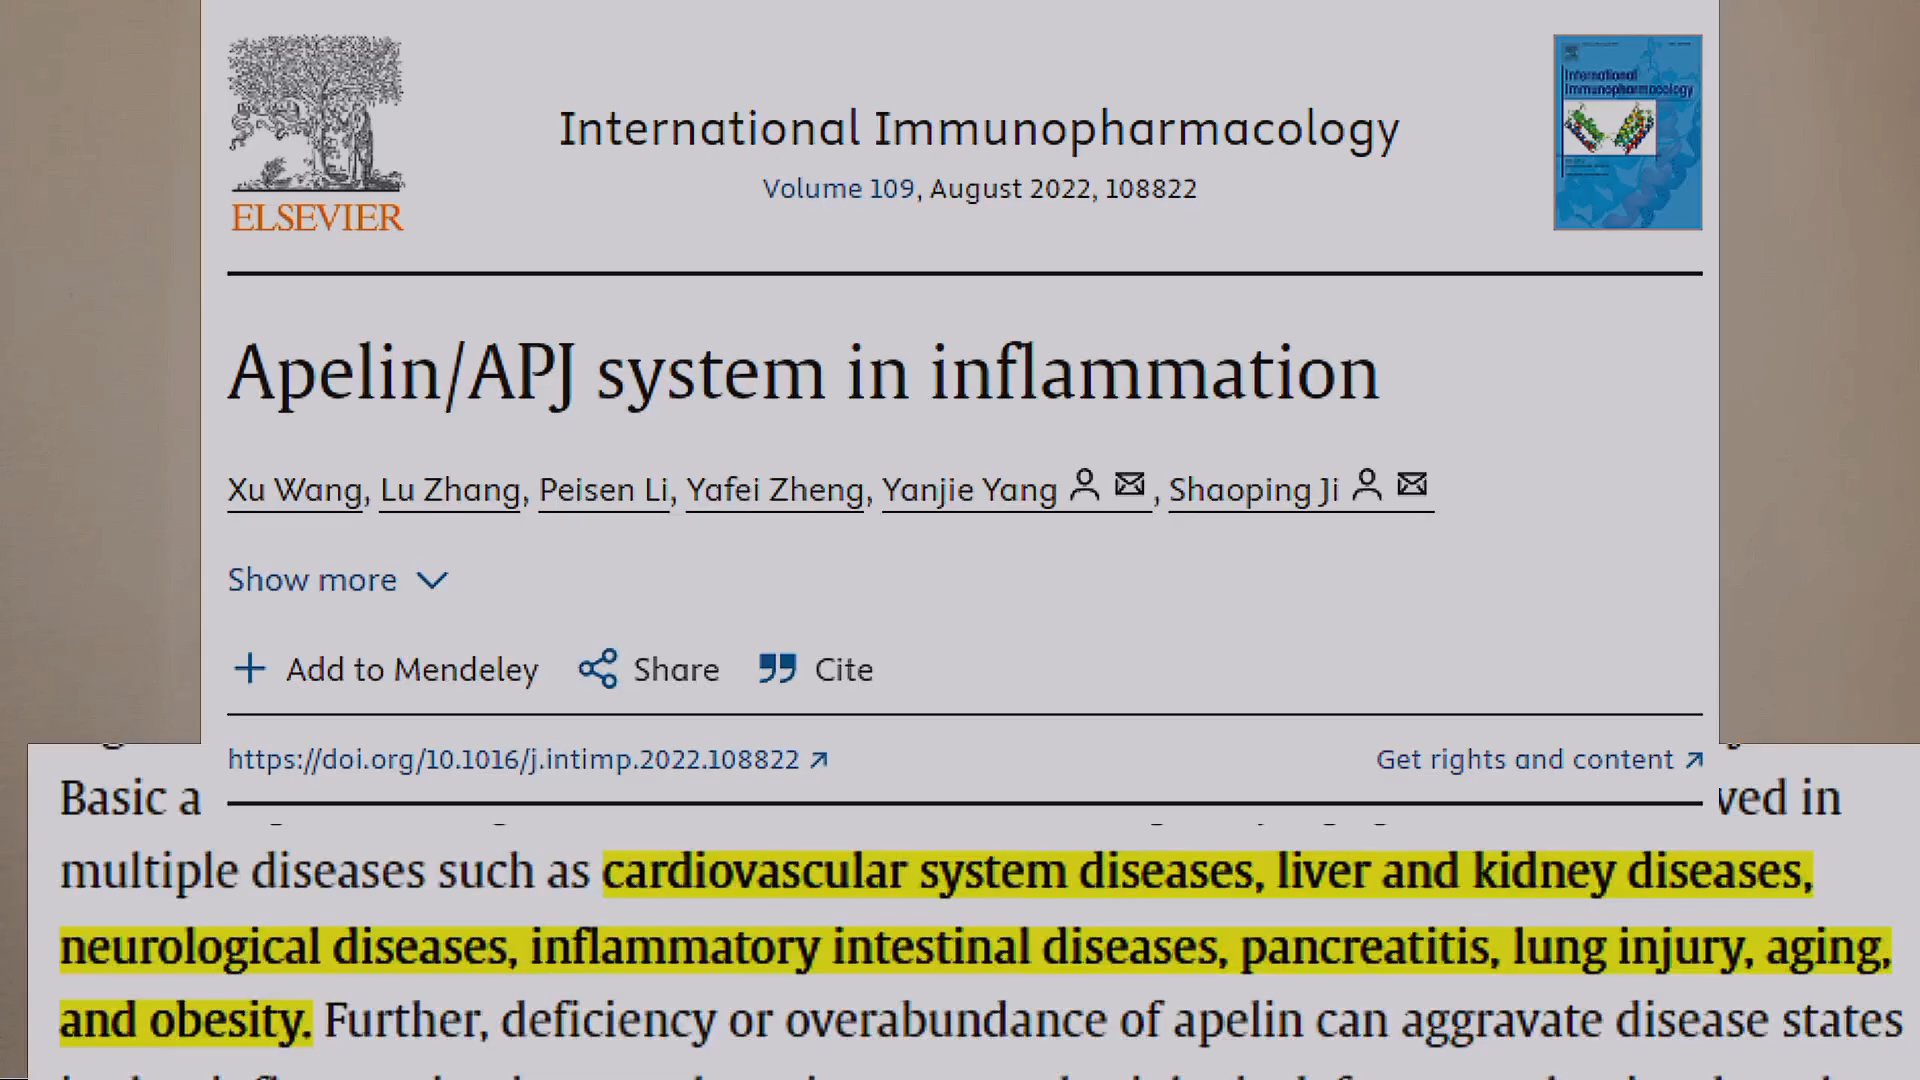 ELSEVIER
International Immunopharmacology
Volume 109, August 2022, 108822
International
Immunopharmacology
Apelin/APJ system in inflammation
Xu Wang, Lu Zhang, Peisen Li, Yafei Zheng, Yanjie Yang, Shaoping Ji
Show more
Add to Mendeley Share Cite
https://doi.org/10.1016/j.intimp.2022.108822 Get rights and content
Basic a ved in
multiple diseases such as cardiovascular system diseases, liver and kidney diseases,
neurological diseases, inflammatory intestinal diseases, pancreatitis, lung injury, aging,
and obesity. Further, deficiency or overabundance of apelin can aggravate disease states